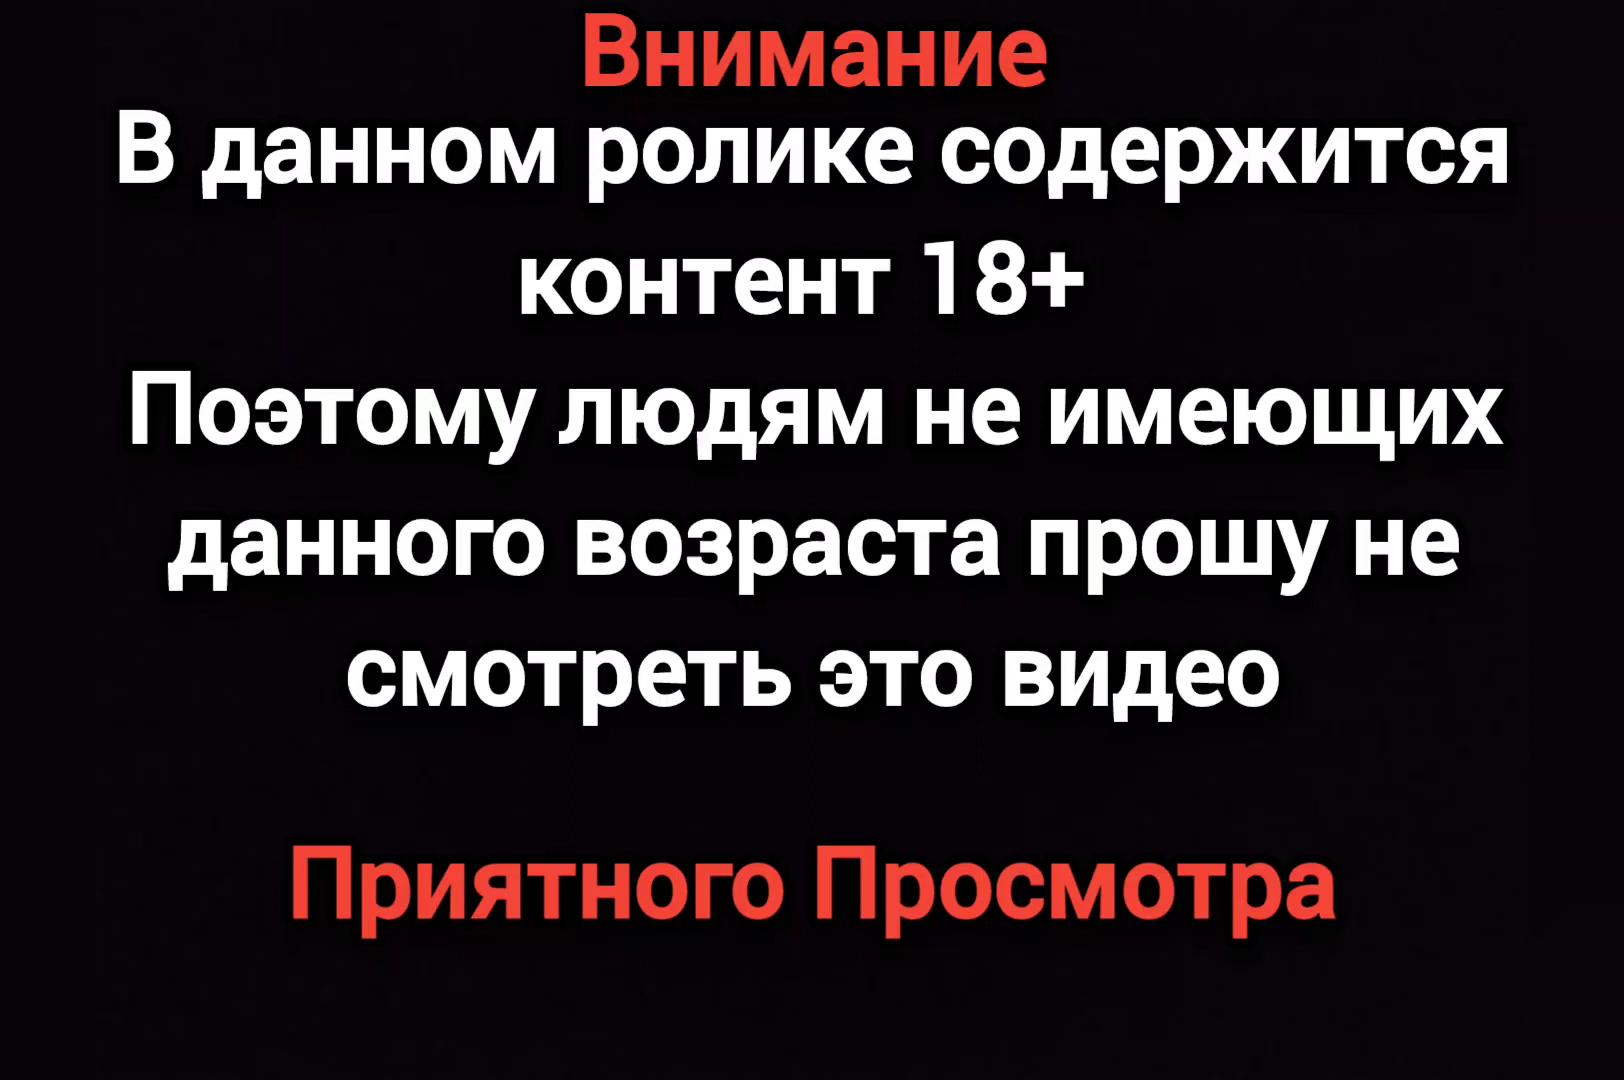 Внимание
В данном ролике содержится
контент 18+
Поэтому людям не имеющих
данного возраста прошу не
смотреть это видео
Приятного Просмотра